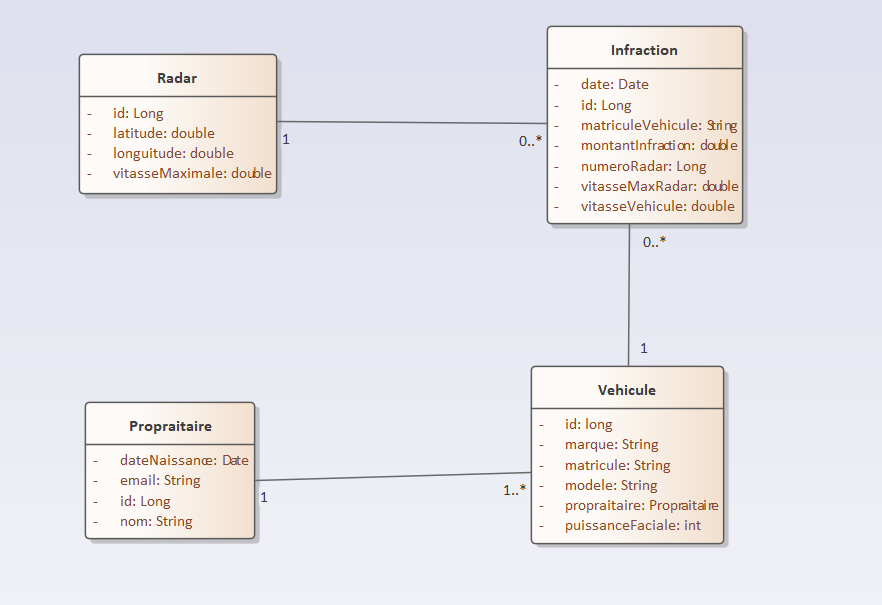 Radar
- id: Long
- latitude: double
- longuitude: double
- vitasseMaximale: double
1
0..*
Infraction
- date: Date
- id: Long
- matriculeVehicule: String
- montantInfraction: double
- numeroRadar: Long
- vitasseMaxRadar: double
- vitasseVehicule: double
0..*
1
Propraitaire
- dateNaissance: Date
- email: String
- id: Long
- nom: String
1
1..*
Vehicule
- id: long
- marque: String
- matricule: String
- modele: String
- propraitaire: Propraitaire
- puissanceFaciale: int